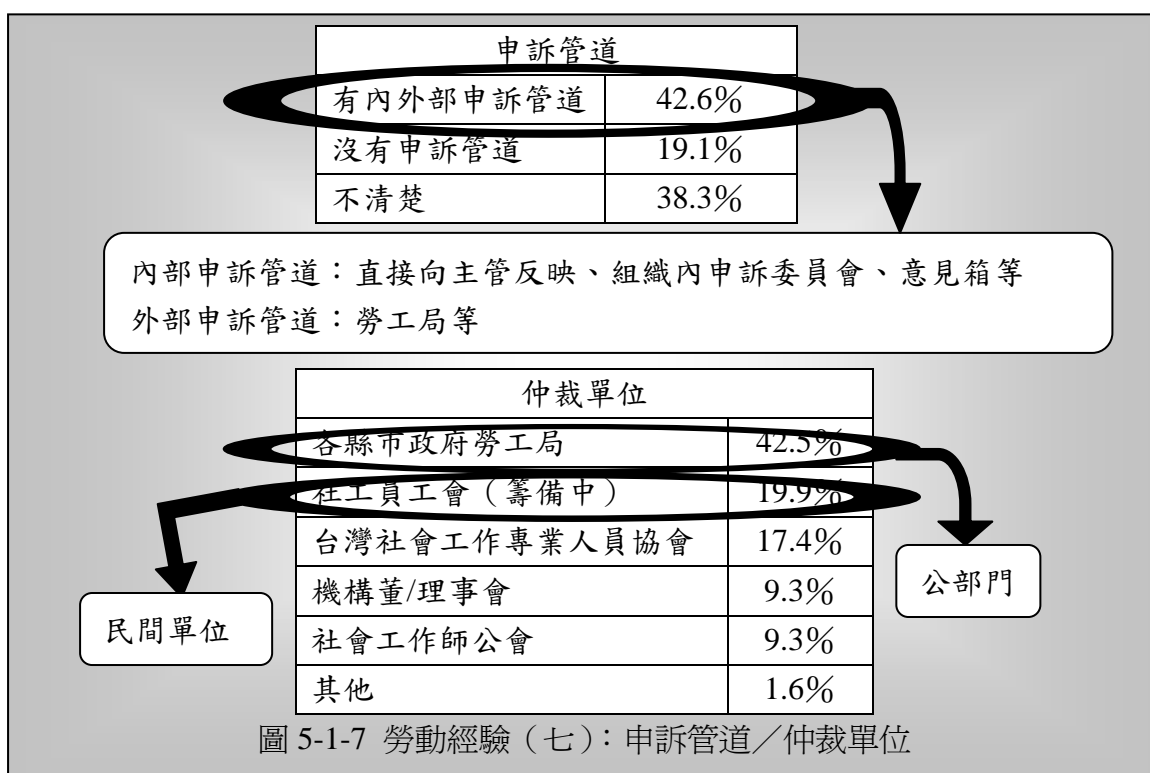 申訴管道
有內外部申訴管道 42.6%
沒有申訴管道 19.1%
不清楚 38.3%
內部申訴管道：直接向主管反映、組織內申訴委員會、意見箱等
外部申訴管道：勞工局等
仲裁單位
各縣市政府勞工局 42.5%
社工員工會（籌備中） 19.9%
台灣社會工作專業人員協會 17.4%
機構董/理事會 9.3%
社會工作師公會 9.3%
其他 1.6%
公部門
民間單位
圖 5-1-7 勞動經驗（七）：申訴管道／仲裁單位